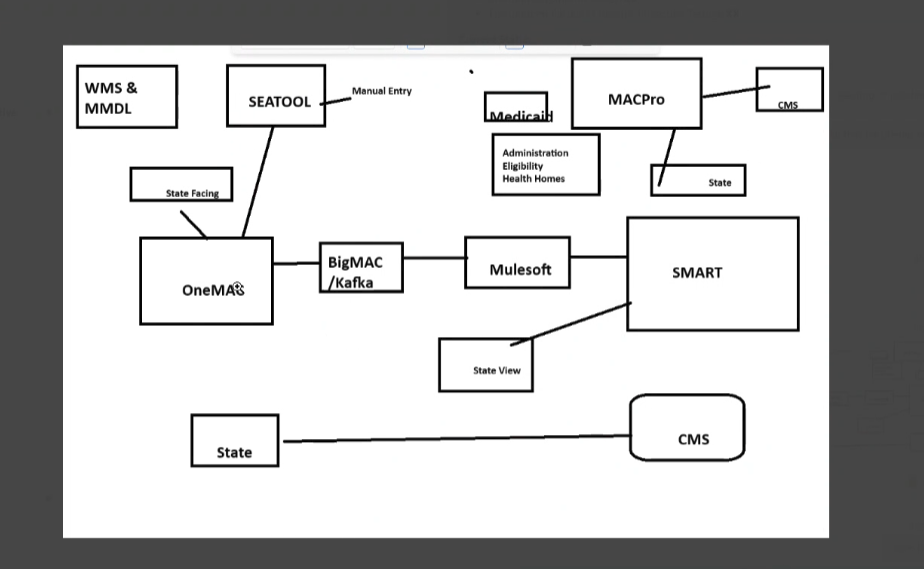 WMS &
MMDL
SEATOOL
Manual Entry
Medicaid
MACPro
CMS
Administration
Eligibility
Health Homes
State Facing
State
OneMAC
BigMAC
/Kafka
Mulesoft
SMART
State View
State
CMS